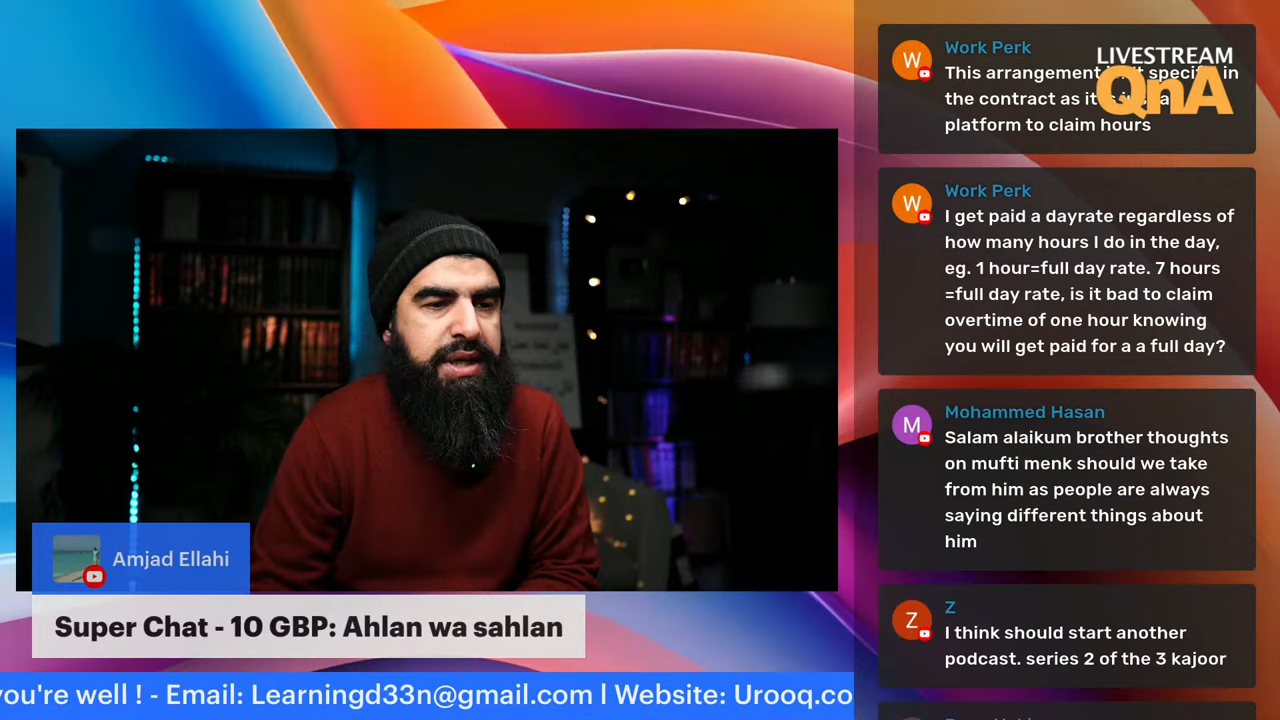 Work Perk
This arrangement in
the contract as it
platform to claim hours
LIVESTREAM
QnA
Work Perk
I get paid a dayrate regardless of
how many hours I do in the day,
eg. 1 hour=full day rate. 7 hours
=full day rate, is it bad to claim
overtime of one hour knowing
you will get paid for a a full day?
Mohammed Hasan
Salam alaikum brother thoughts
on mufti menk should we take
from him as people are always
saying different things about
him
Z
I think should start another
podcast. series 2 of the 3 kajoor
Amjad Ellahi
Super Chat - 10 GBP: Ahlan wa sahlan
you're well ! - Email: Learningd33n@gmail.com l Website: Urooq.co